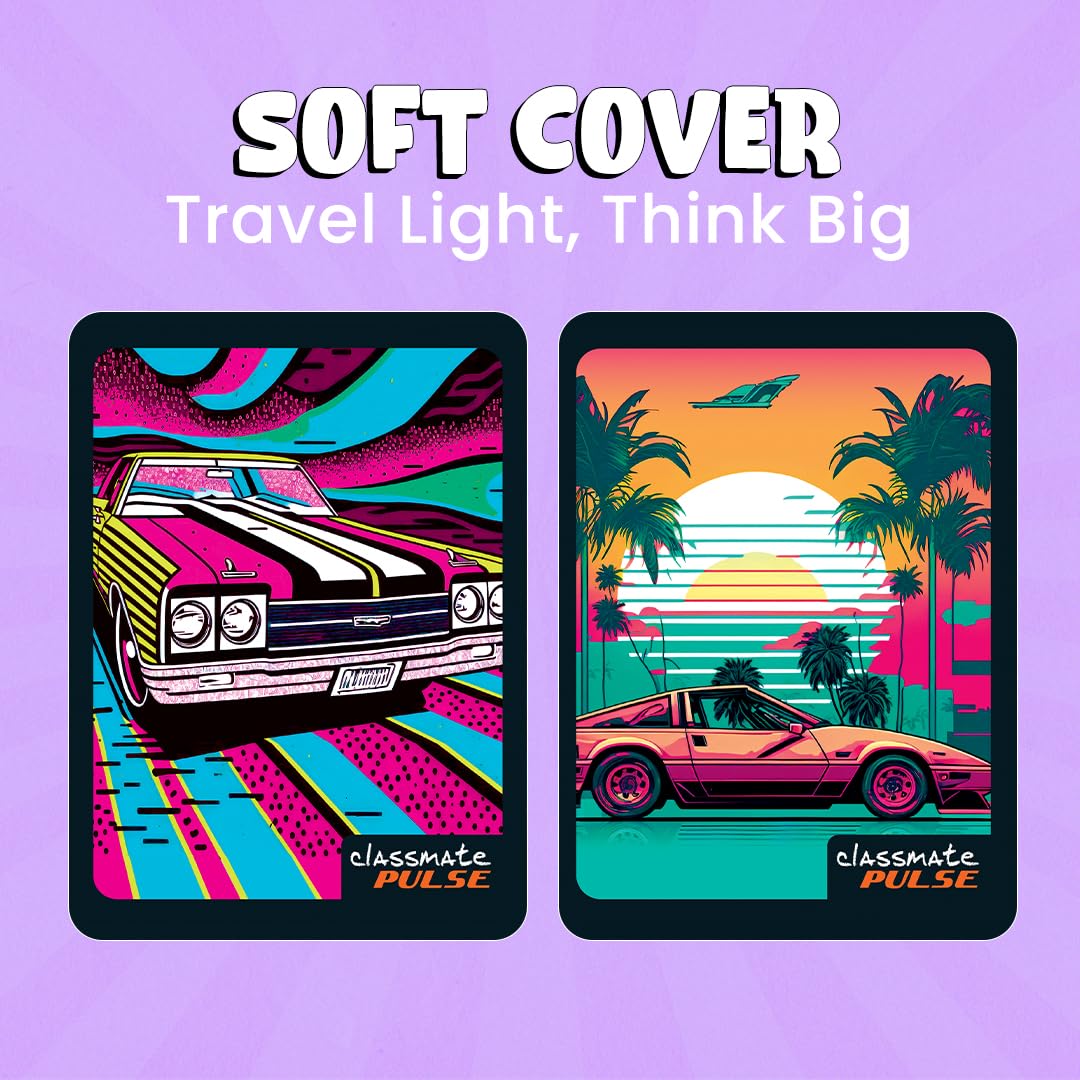 SOFT COVER
Travel Light, Think Big
classmate
PULSE
classmate
PULSE